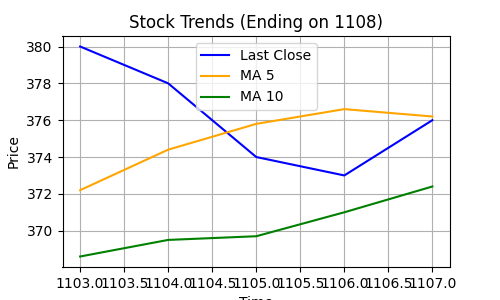 Stock Trends (Ending on 1108)
Last Close
MA 5
MA 10
Price
380
378
376
374
372
370
1103.0 1103.5 1104.0 1104.5 1105.0 1105.5 1106.0 1106.5 1107.0
Time